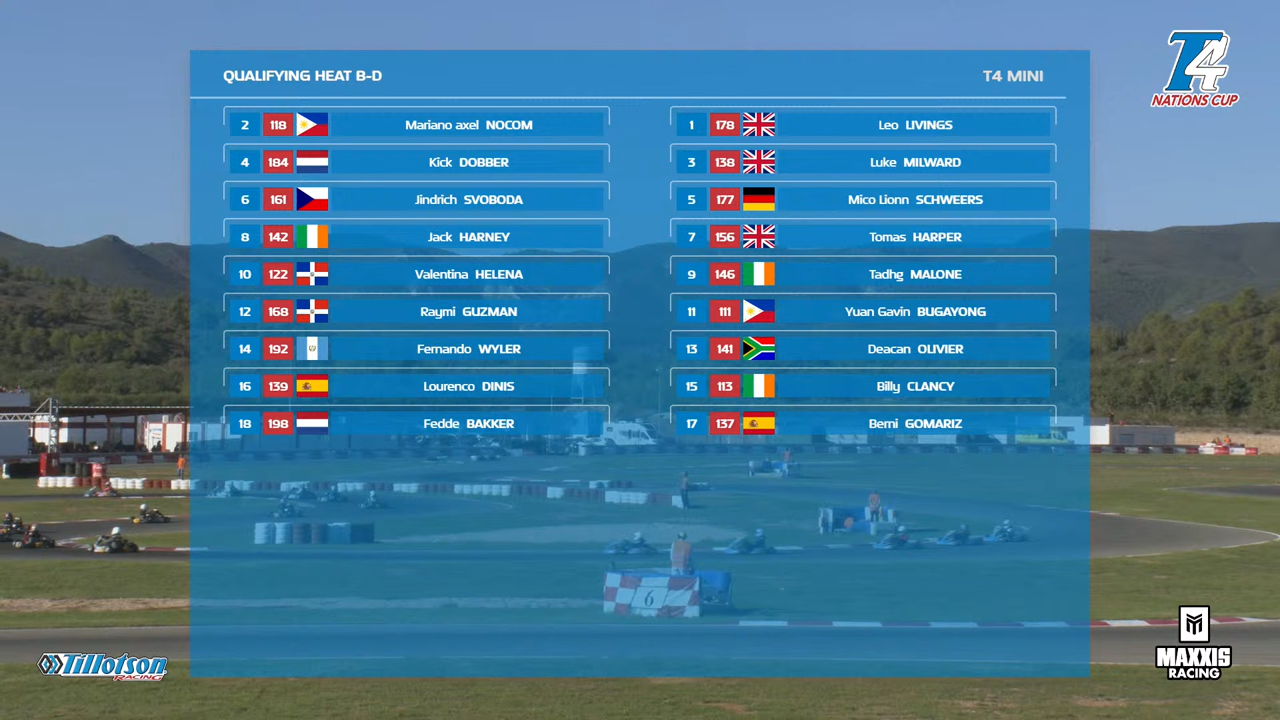 T4
NATIONS CUP
QUALIFYING HEAT B-D T4 MINI
2 118 Mariano axel NOCOM 1 178 Leo LIVINGS
4 184 Kick DOBBER 3 138 Luke MILWARD
6 161 Jindrich SVOBODA 5 177 Mico Lionn SCHWEERS
8 142 Jack HARNEY 7 156 Tomas HARPER
10 122 Valentina HELENA 9 146 Tadhg MALONE
12 168 Raymi GUZMAN 11 111 Yuan Gavin BUGAYONG
14 192 Fernando WYLER 13 141 Deacan OLIVIER
16 139 Lourenco DINIS 15 113 Billy CLANCY
18 198 Fedde BAKKER 17 137 Berni GOMARIZ
6
Tillotson
RACING
MAXXIS
RACING